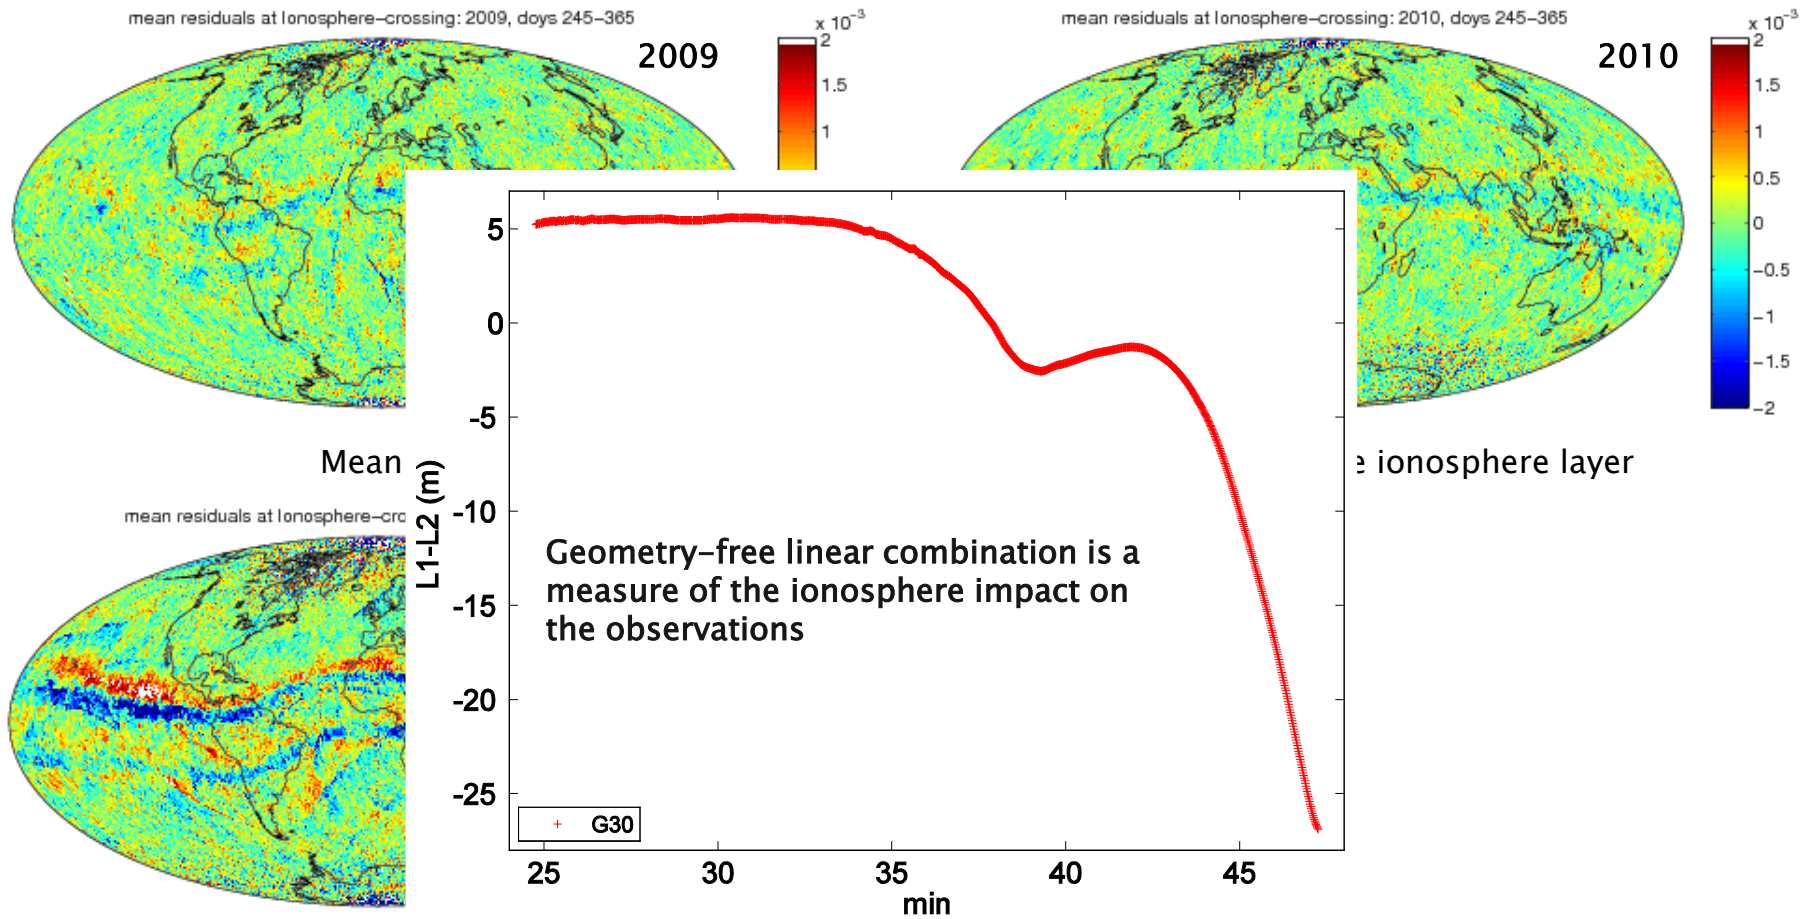 mean residuals at Ionosphere-crossing: 2009, doys 245-365
2009
x 10⁻³
2
1.5
1
mean residuals at Ionosphere-crossing: 2010, doys 245-365
2010
x 10⁻³
2
1.5
1
0.5
0
−0.5
−1
−1.5
−2
Mean
e ionosphere layer
mean residuals at Ionosphere-cro
L1-L2 (m)
5
0
-5
-10
-15
-20
-25
Geometry-free linear combination is a
measure of the ionosphere impact on
the observations
G30
25
30
35
40
45
min